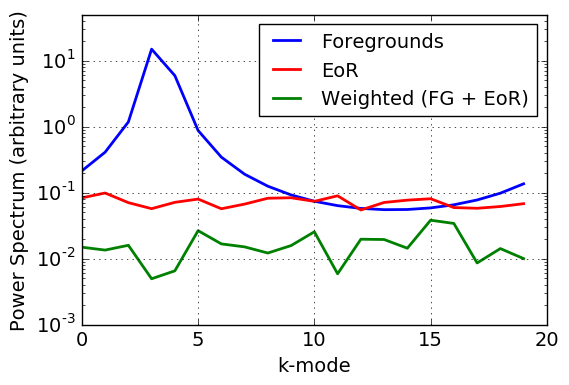 Power Spectrum (arbitrary units)
10^1
10^0
10^-1
10^-2
10^-3
0
5
10
15
20
k-mode
Foregrounds
EoR
Weighted (FG + EoR)